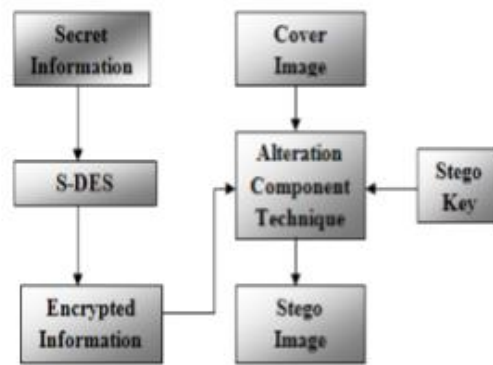 Secret
Information
Cover
Image
S-DES
Alteration
Component
Technique
Stego
Key
Encrypted
Information
Stego
Image